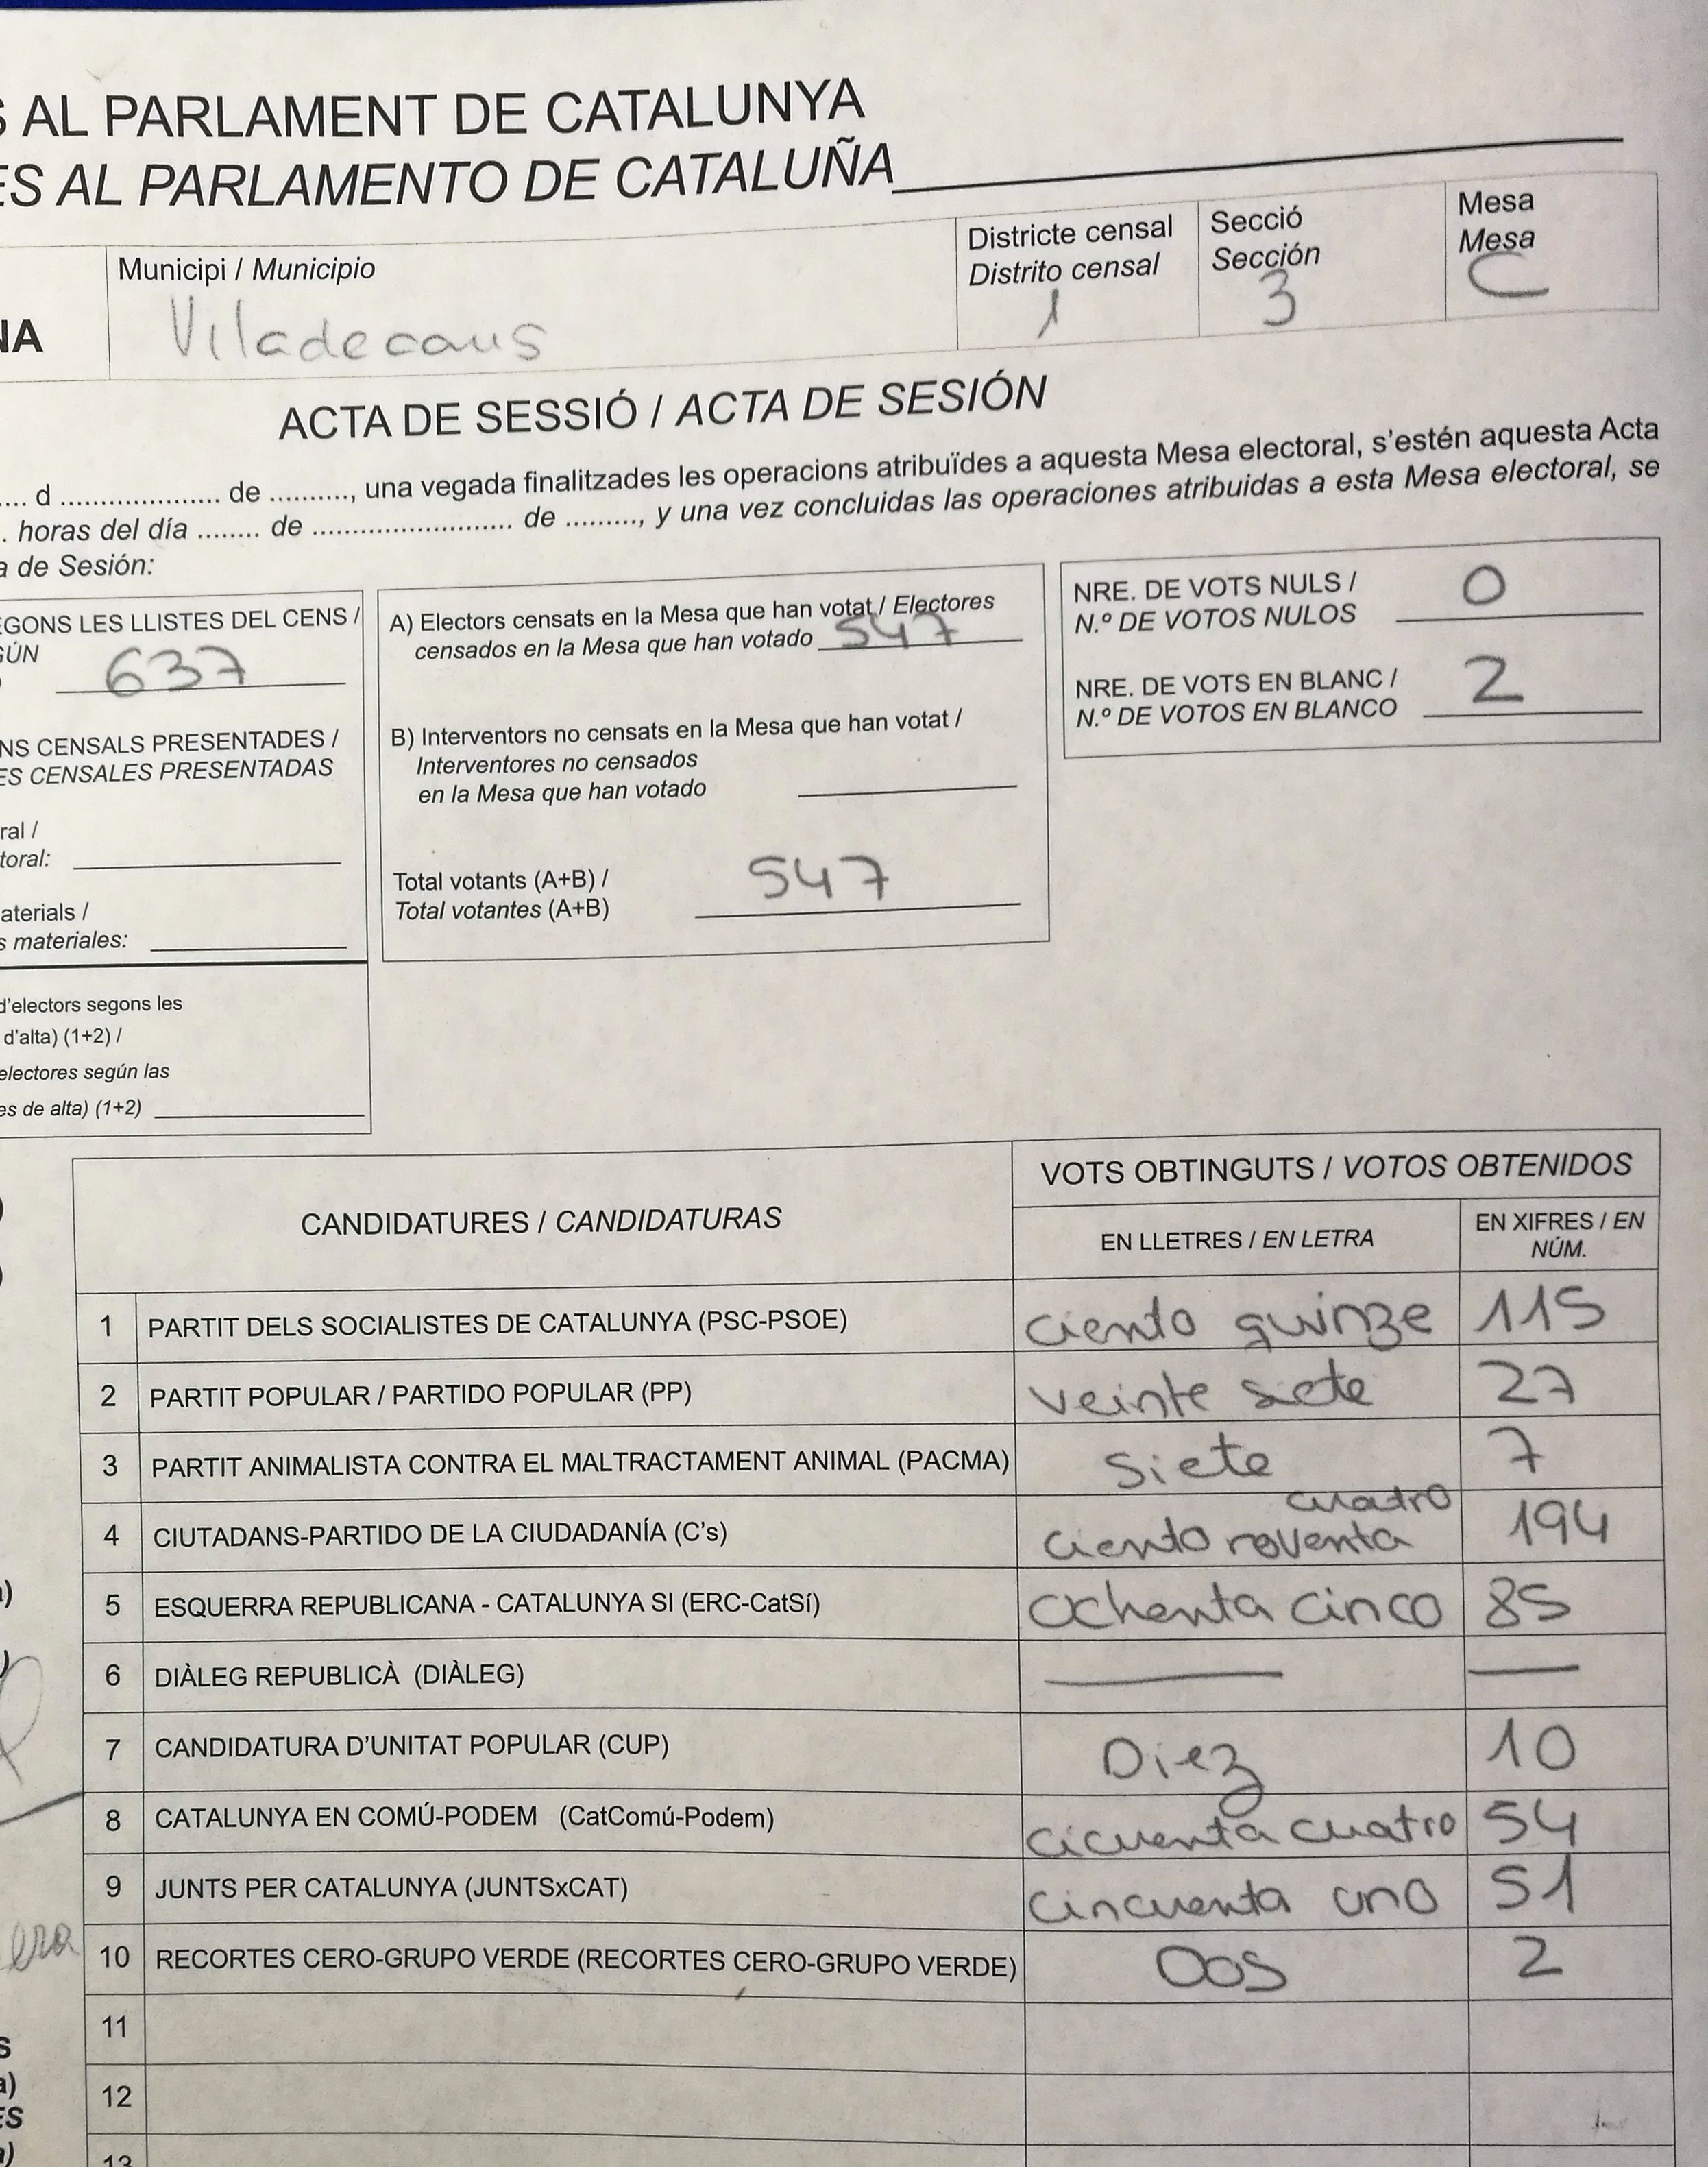 S AL PARLAMENT DE CATALUNYA
ES AL PARLAMENTO DE CATALUÑA
NA
Municipi / Municipio
Viladecans
Districte censal
Distrito censal
1
Secció
Sección
3
Mesa
Mesa
C
ACTA DE SESSIÓ / ACTA DE SESIÓN
.... d ..................... de .........., una vegada finalitzades les operacions atribuïdes a aquesta Mesa electoral, s'estén aquesta Acta
. horas del día ........ de ......................... de ........., y una vez concluidas las operaciones atribuidas a esta Mesa electoral, se
a de Sesión:
EGONS LES LLISTES DEL CENS /
GÚN
637
NS CENSALS PRESENTADES /
ES CENSALES PRESENTADAS
ral /
toral:
aterials /
s materiales:
d'electors segons les
d'alta) (1+2) /
electores según las
es de alta) (1+2)
A) Electors censats en la Mesa que han votat / Electores
censados en la Mesa que han votado 547
B) Interventors no censats en la Mesa que han votat /
Interventores no censados
en la Mesa que han votado
Total votants (A+B) /
Total votantes (A+B)
547
NRE. DE VOTS NULS /
N.º DE VOTOS NULOS
0
NRE. DE VOTS EN BLANC /
N.º DE VOTOS EN BLANCO
2
CANDIDATURES / CANDIDATURAS
VOTS OBTINGUTS / VOTOS OBTENIDOS
EN LLETRES / EN LETRA
EN XIFRES / EN
NÚM.
1 PARTIT DELS SOCIALISTES DE CATALUNYA (PSC-PSOE) ciento quinze 115
2 PARTIT POPULAR / PARTIDO POPULAR (PP) veinte siete 27
3 PARTIT ANIMALISTA CONTRA EL MALTRACTAMENT ANIMAL (PACMA) siete 7
cuatro
4 CIUTADANS-PARTIDO DE LA CIUDADANÍA (C's) ciento noventa 194
5 ESQUERRA REPUBLICANA - CATALUNYA SI (ERC-CatSí) Ochenta cinco 85
6 DIÀLEG REPUBLICÀ (DIÀLEG) — —
7 CANDIDATURA D'UNITAT POPULAR (CUP) Diez 10
8 CATALUNYA EN COMÚ-PODEM (CatComú-Podem) cicuenta cuatro 54
9 JUNTS PER CATALUNYA (JUNTSxCAT) cincuenta uno 51
10 RECORTES CERO-GRUPO VERDE (RECORTES CERO-GRUPO VERDE) Dos 2
11
12
13